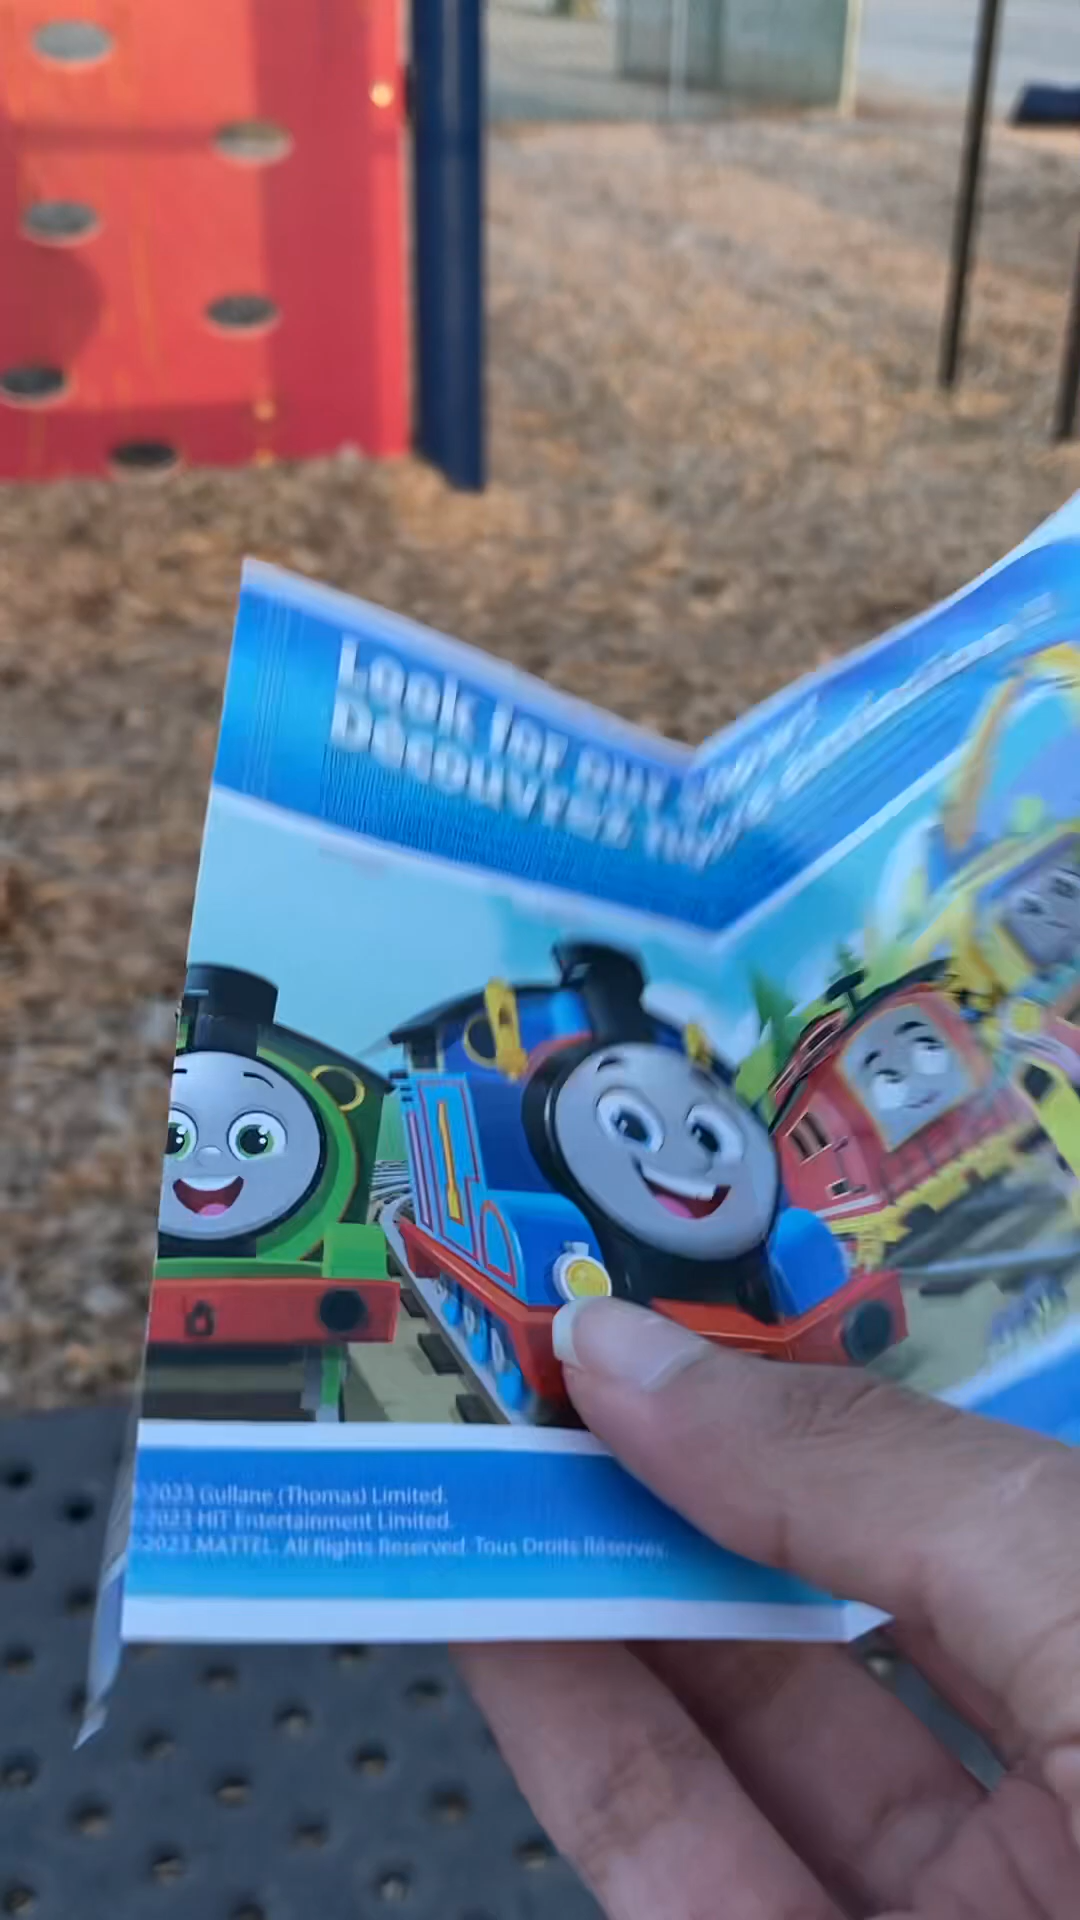 Look for our
Découvrez
©2023 Gullane (Thomas) Limited.
©2023 HIT Entertainment Limited.
©2023 MATTEL. All Rights Reserved. Tous Droits Réservés.